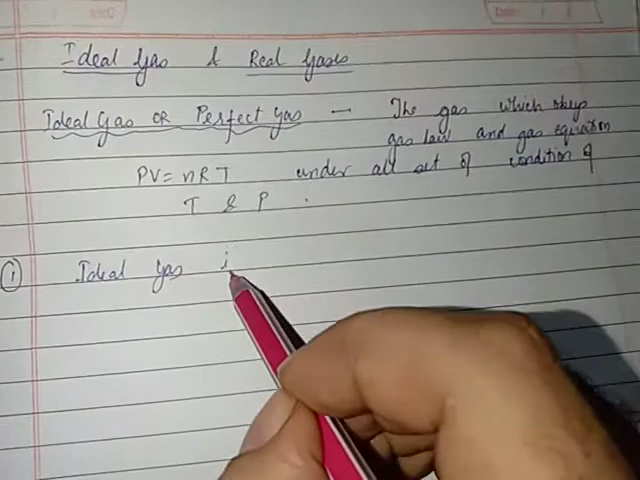 Date:
Ideal Gas & Real Gases
Ideal Gas OR Perfect Gas — The gas which obeys
gas law and gas equation
PV = nRT under all set of condition of
T & P.
① Ideal gas i